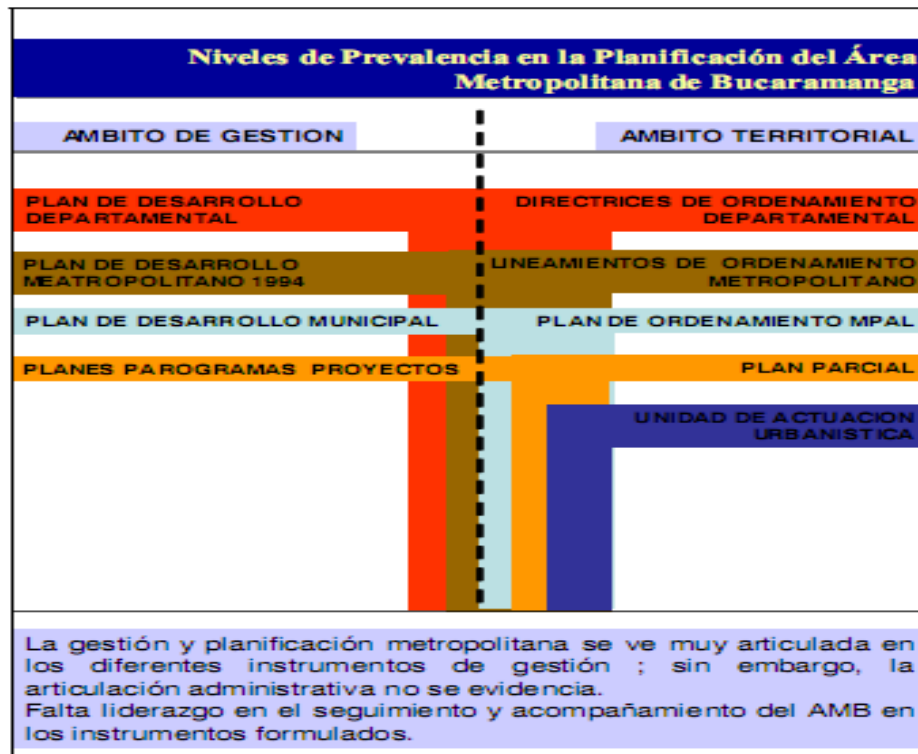 Niveles de Prevalencia en la Planificación del Área
Metropolitana de Bucaramanga
AMBITO DE GESTION
AMBITO TERRITORIAL
PLAN DE DESARROLLO
DEPARTAMENTAL
DIRECTRICES DE ORDENAMIENTO
DEPARTAMENTAL
PLAN DE DESARROLLO
MEATROPOLITANO 1994
LINEAMIENTOS DE ORDENAMIENTO
METROPOLITANO
PLAN DE DESARROLLO MUNICIPAL
PLAN DE ORDENAMIENTO MPAL
PLANES PAROGRAMAS PROYECTOS
PLAN PARCIAL
UNIDAD DE ACTUACION
URBANISTICA
La gestión y planificación metropolitana se ve muy articulada en
los diferentes instrumentos de gestión ; sin embargo, la
articulación administrativa no se evidencia.
Falta liderazgo en el seguimiento y acompañamiento del AMB en
los instrumentos formulados.